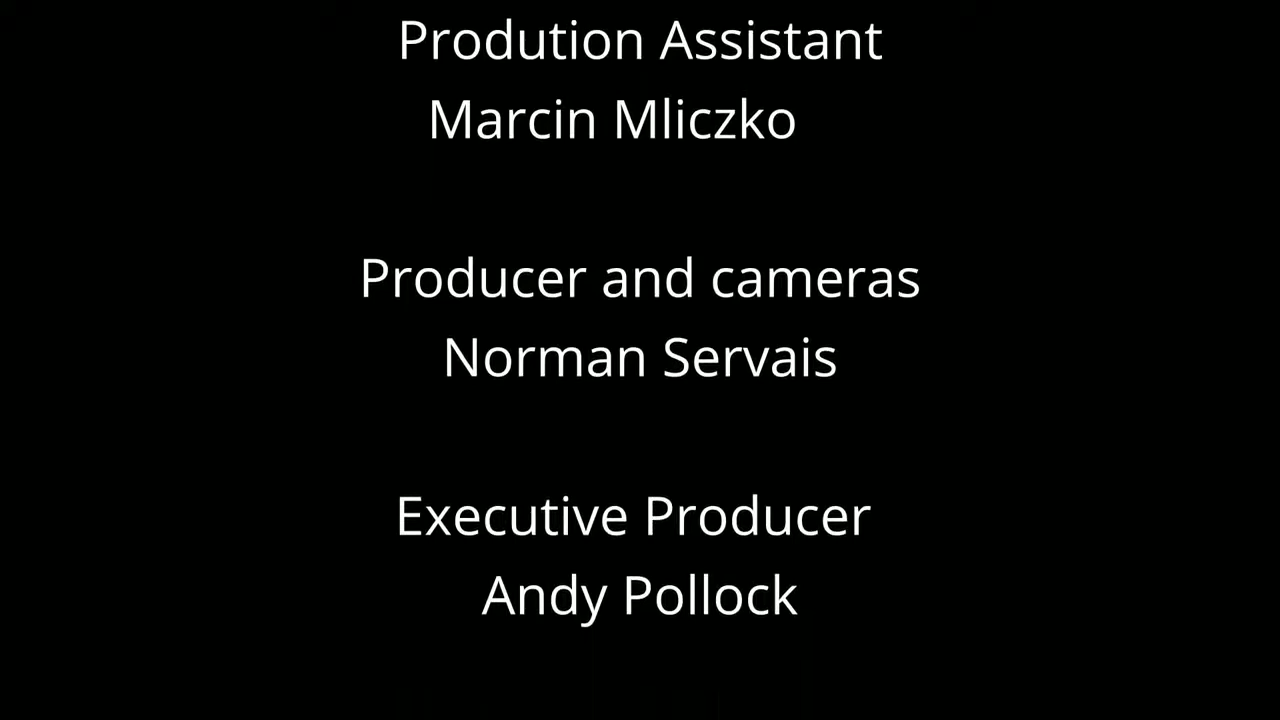 Prodution Assistant
Marcin Mliczko
Producer and cameras
Norman Servais
Executive Producer
Andy Pollock